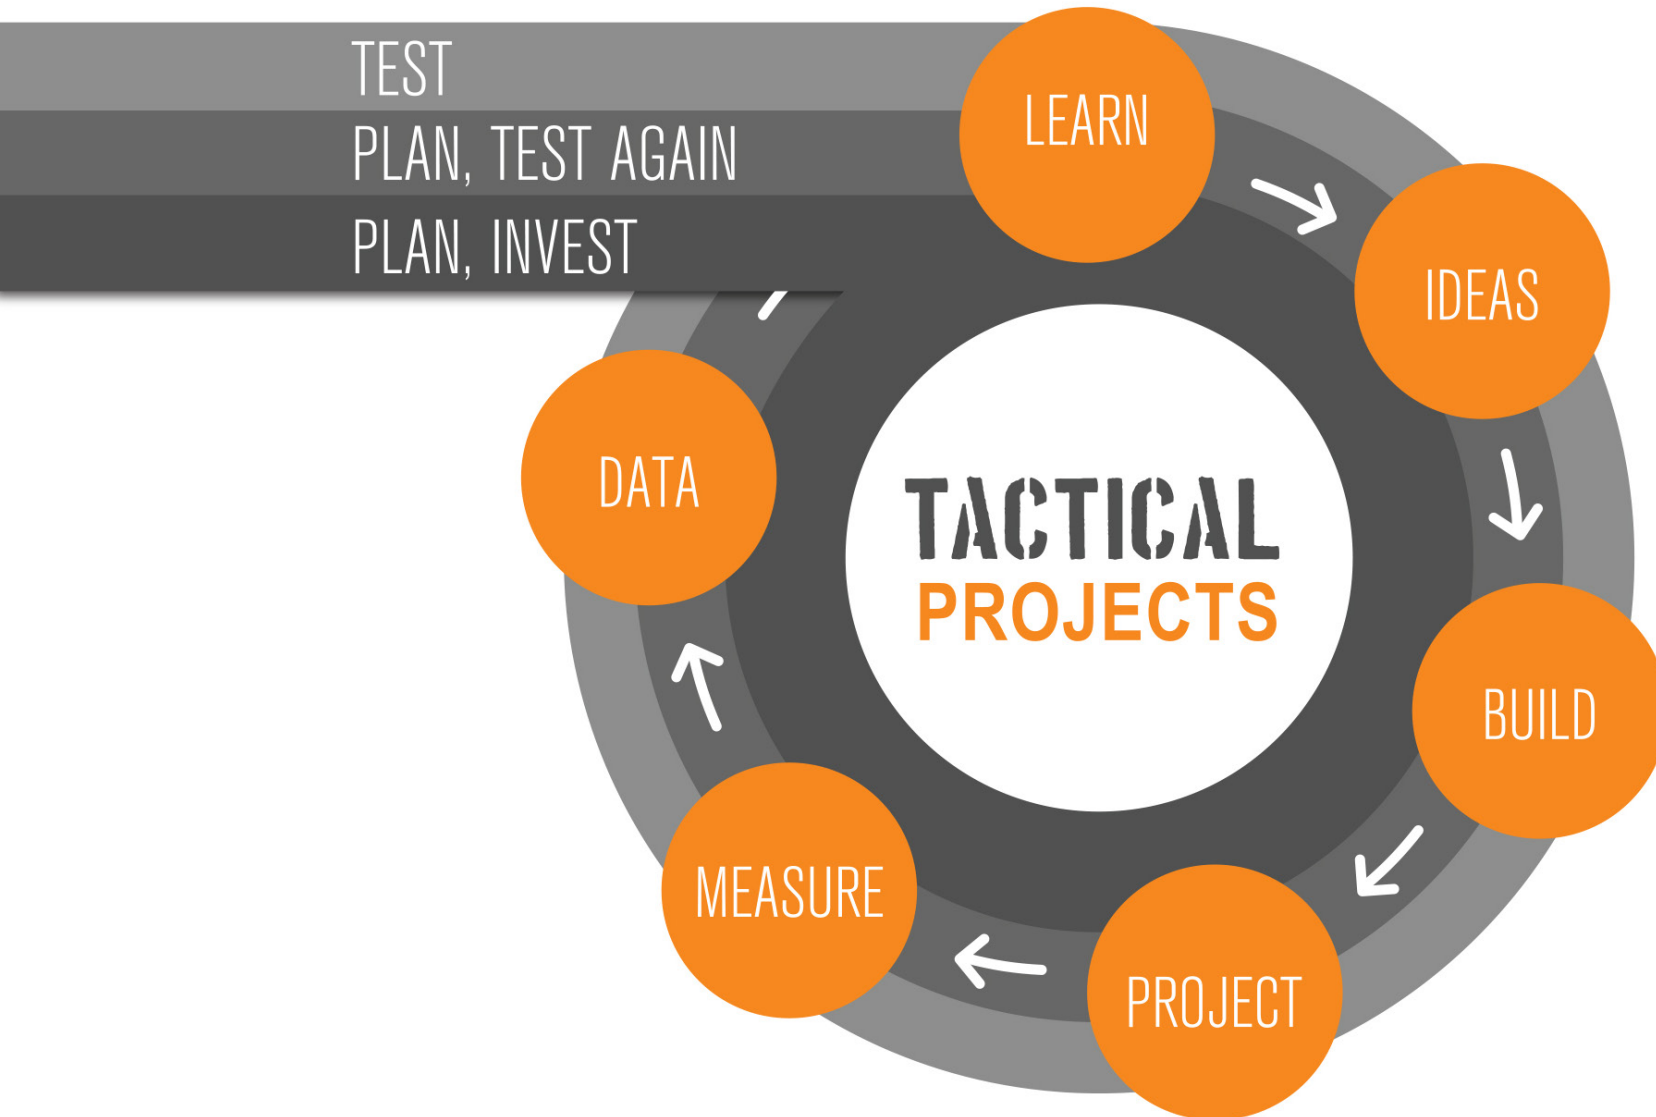 TEST
PLAN, TEST AGAIN
PLAN, INVEST
LEARN
IDEAS
BUILD
PROJECT
MEASURE
DATA
TACTICAL
PROJECTS